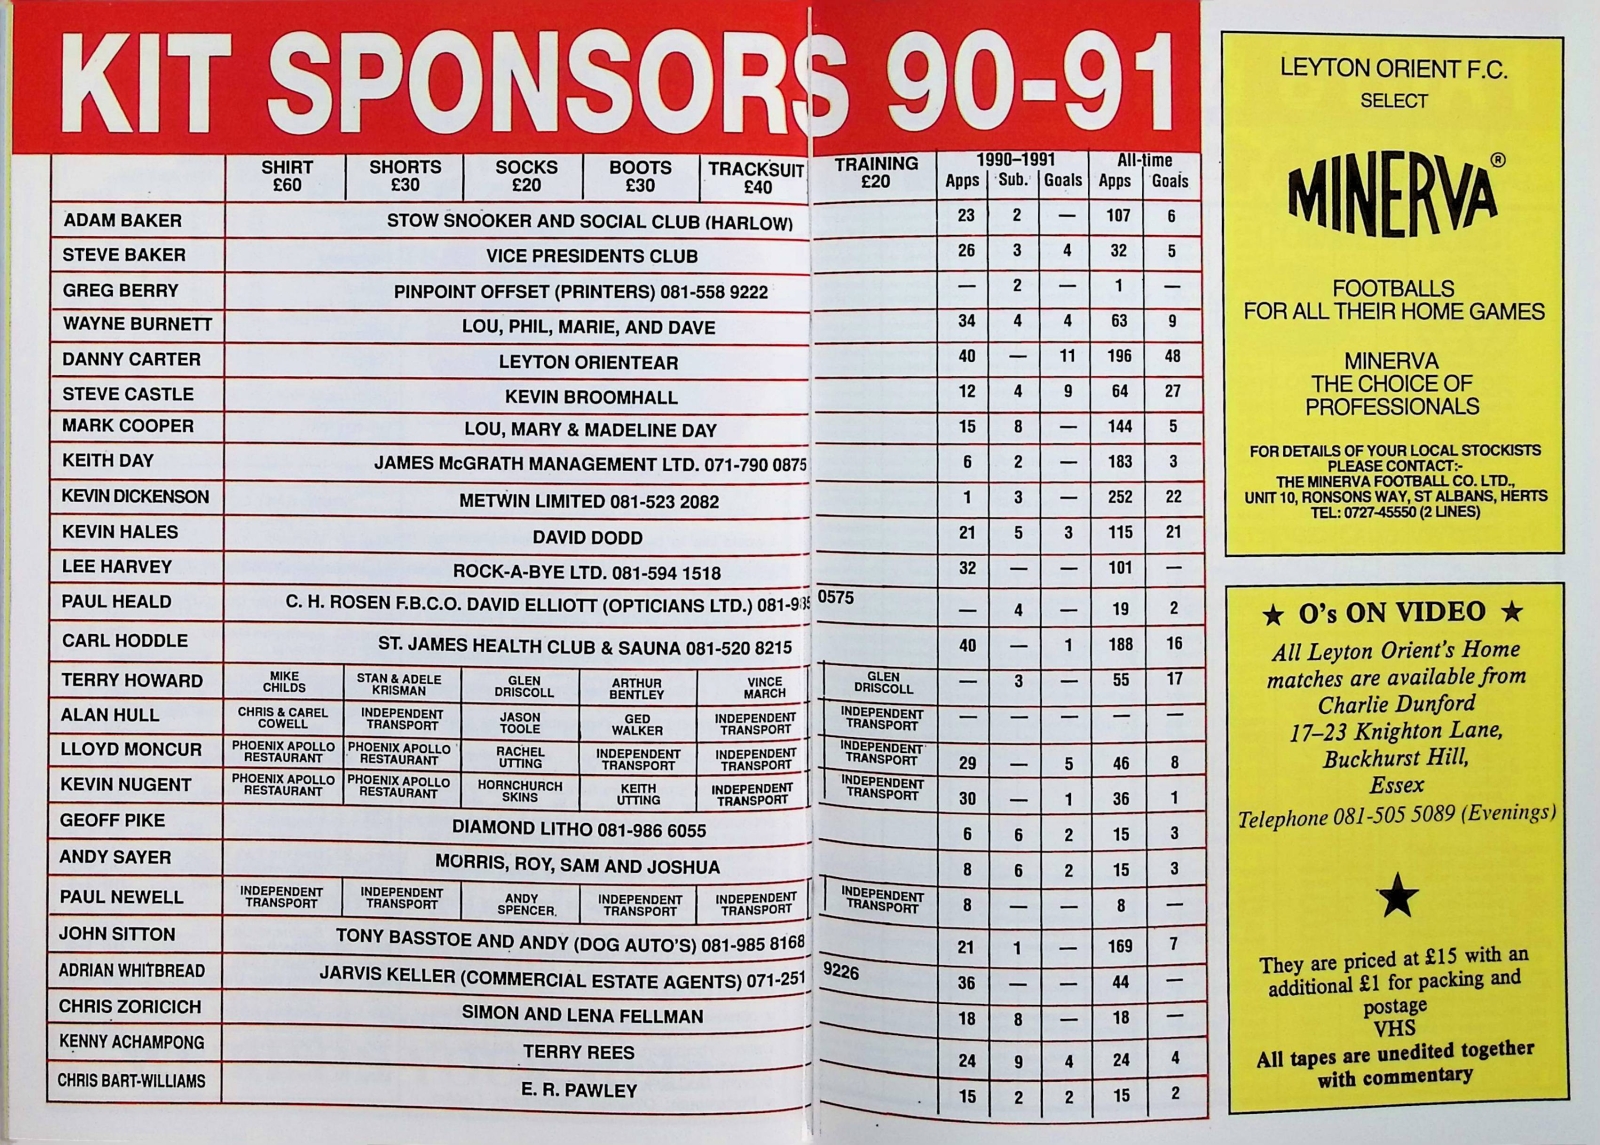 KIT SPONSORS 90-91
SHIRT £60 SHORTS £30 SOCKS £20 BOOTS £30 TRACKSUIT £40 TRAINING £20 1990–1991 Apps Sub. Goals All-time Apps Goals
ADAM BAKER STOW SNOOKER AND SOCIAL CLUB (HARLOW) 23 2 — 107 6
STEVE BAKER VICE PRESIDENTS CLUB 26 3 4 32 5
GREG BERRY PINPOINT OFFSET (PRINTERS) 081-558 9222 — 2 — 1 —
WAYNE BURNETT LOU, PHIL, MARIE, AND DAVE 34 4 4 63 9
DANNY CARTER LEYTON ORIENTEAR 40 — 11 196 48
STEVE CASTLE KEVIN BROOMHALL 12 4 9 64 27
MARK COOPER LOU, MARY & MADELINE DAY 15 8 — 144 5
KEITH DAY JAMES McGRATH MANAGEMENT LTD. 071-790 0875 6 2 — 183 3
KEVIN DICKENSON METWIN LIMITED 081-523 2082 1 3 — 252 22
KEVIN HALES DAVID DODD 21 5 3 115 21
LEE HARVEY ROCK-A-BYE LTD. 081-594 1518 32 — — 101 —
PAUL HEALD C. H. ROSEN F.B.C.O. DAVID ELLIOTT (OPTICIANS LTD.) 081-985 0575 — 4 — 19 2
CARL HODDLE ST. JAMES HEALTH CLUB & SAUNA 081-520 8215 40 — 1 188 16
TERRY HOWARD MIKE CHILDS STAN & ADELE KRISMAN GLEN DRISCOLL ARTHUR BENTLEY VINCE MARCH GLEN DRISCOLL — 3 — 55 17
ALAN HULL CHRIS & CAREL COWELL INDEPENDENT TRANSPORT JASON TOOLE GED WALKER INDEPENDENT TRANSPORT INDEPENDENT TRANSPORT — — — — —
LLOYD MONCUR PHOENIX APOLLO RESTAURANT PHOENIX APOLLO RESTAURANT RACHEL UTTING INDEPENDENT TRANSPORT INDEPENDENT TRANSPORT INDEPENDENT TRANSPORT 29 — 5 46 8
KEVIN NUGENT PHOENIX APOLLO RESTAURANT PHOENIX APOLLO RESTAURANT HORNCHURCH SKINS KEITH UTTING INDEPENDENT TRANSPORT INDEPENDENT TRANSPORT 30 — 1 36 1
GEOFF PIKE DIAMOND LITHO 081-986 6055 6 6 2 15 3
ANDY SAYER MORRIS, ROY, SAM AND JOSHUA 8 6 2 15 3
PAUL NEWELL INDEPENDENT TRANSPORT INDEPENDENT TRANSPORT ANDY SPENCER. INDEPENDENT TRANSPORT INDEPENDENT TRANSPORT INDEPENDENT TRANSPORT 8 — — 8 —
JOHN SITTON TONY BASSTOE AND ANDY (DOG AUTO'S) 081-985 8168 21 1 — 169 7
ADRIAN WHITBREAD JARVIS KELLER (COMMERCIAL ESTATE AGENTS) 071-251 9226 36 — — 44 —
CHRIS ZORICICH SIMON AND LENA FELLMAN 18 8 — 18 —
KENNY ACHAMPONG TERRY REES 24 9 4 24 4
CHRIS BART-WILLIAMS E. R. PAWLEY 15 2 2 15 2
LEYTON ORIENT F.C.
SELECT
MINERVA®
FOOTBALLS
FOR ALL THEIR HOME GAMES
MINERVA
THE CHOICE OF
PROFESSIONALS
FOR DETAILS OF YOUR LOCAL STOCKISTS
PLEASE CONTACT:-
THE MINERVA FOOTBALL CO. LTD.,
UNIT 10, RONSONS WAY, ST ALBANS, HERTS
TEL: 0727-45550 (2 LINES)
★ O's ON VIDEO ★
All Leyton Orient's Home
matches are available from
Charlie Dunford
17–23 Knighton Lane,
Buckhurst Hill,
Essex
Telephone 081-505 5089 (Evenings)
★
They are priced at £15 with an
additional £1 for packing and
postage
VHS
All tapes are unedited together
with commentary